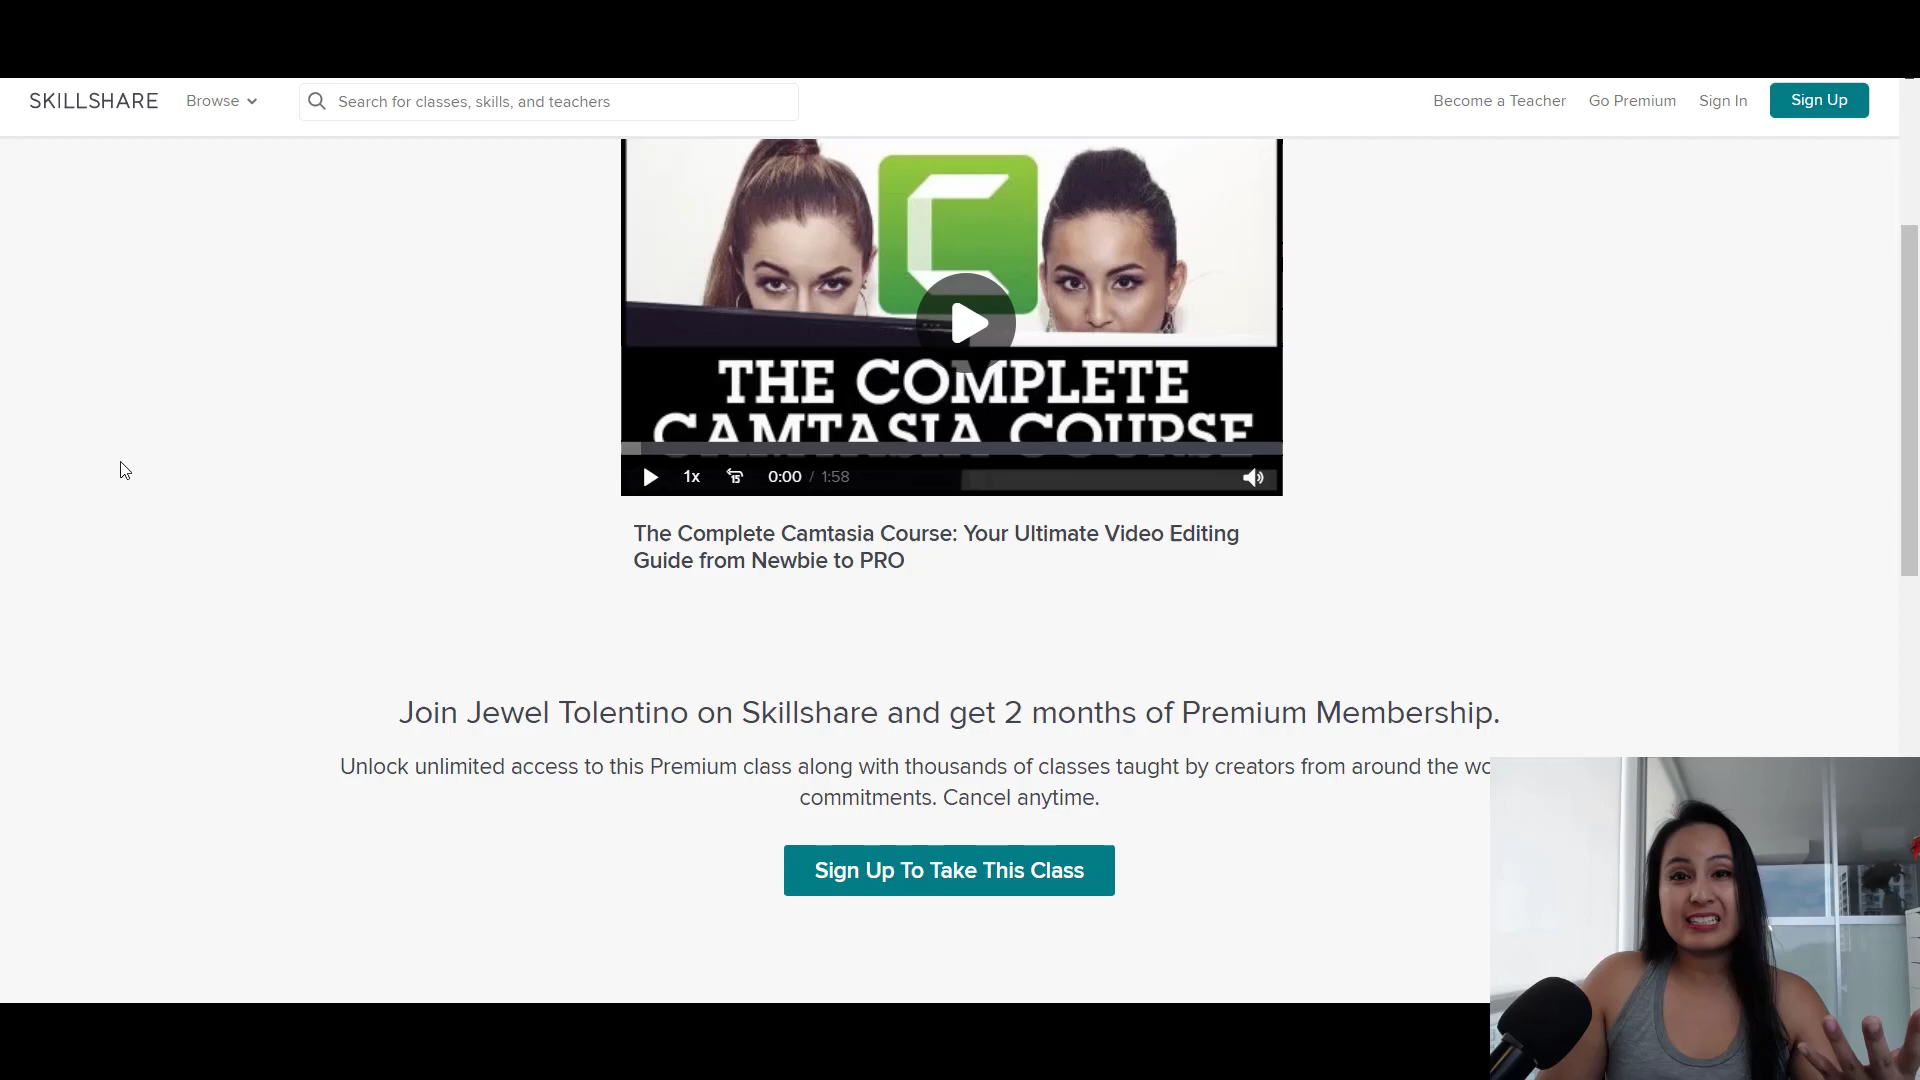 SKILLSHARE
Browse
Search for classes, skills, and teachers
Become a Teacher
Go Premium
Sign In
Sign Up
THE COMPLETE
CAMTASIA COURSE
1x
15
0:00 / 1:58
The Complete Camtasia Course: Your Ultimate Video Editing
Guide from Newbie to PRO
Join Jewel Tolentino on Skillshare and get 2 months of Premium Membership.
Unlock unlimited access to this Premium class along with thousands of classes taught by creators from around the
commitments. Cancel anytime.
Sign Up To Take This Class